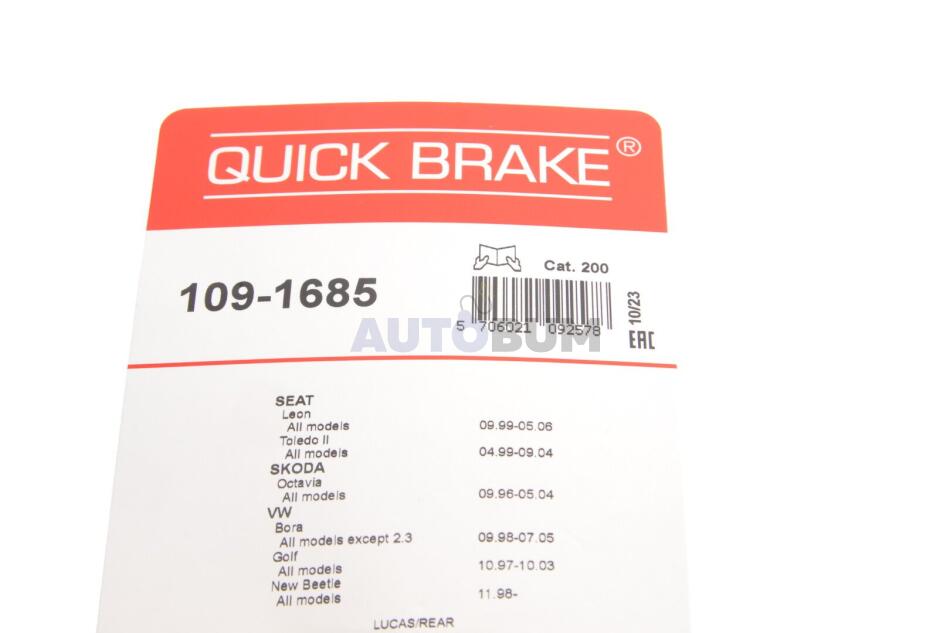 QUICK BRAKE®
109-1685
Cat. 200
5 706021 092578
10/23
EAC
AUTOBUM
SEAT
Leon
All models 09.99-05.06
Toledo II
All models 04.99-09.04
SKODA
Octavia
All models 09.96-05.04
VW
Bora
All models except 2.3 09.98-07.05
Golf
All models 10.97-10.03
New Beetle
All models 11.98-
LUCAS/REAR